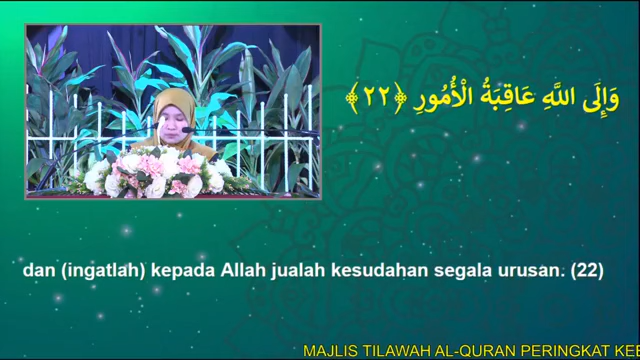 وَإِلَى اللَّهِ عَاقِبَةُ الْأُمُورِ ﴿٢٢﴾
dan (ingatlah) kepada Allah jualah kesudahan segala urusan. (22)
MAJLIS TILAWAH AL-QURAN PERINGKAT